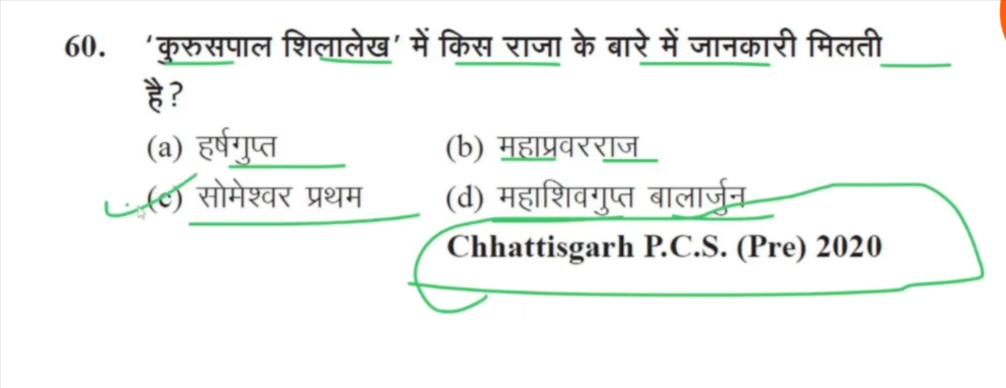 60. 'कुरुसपाल शिलालेख' में किस राजा के बारे में जानकारी मिलती
है?
(a) हर्षगुप्त (b) महाप्रवरराज
(c) सोमेश्वर प्रथम (d) महाशिवगुप्त बालार्जुन
Chhattisgarh P.C.S. (Pre) 2020